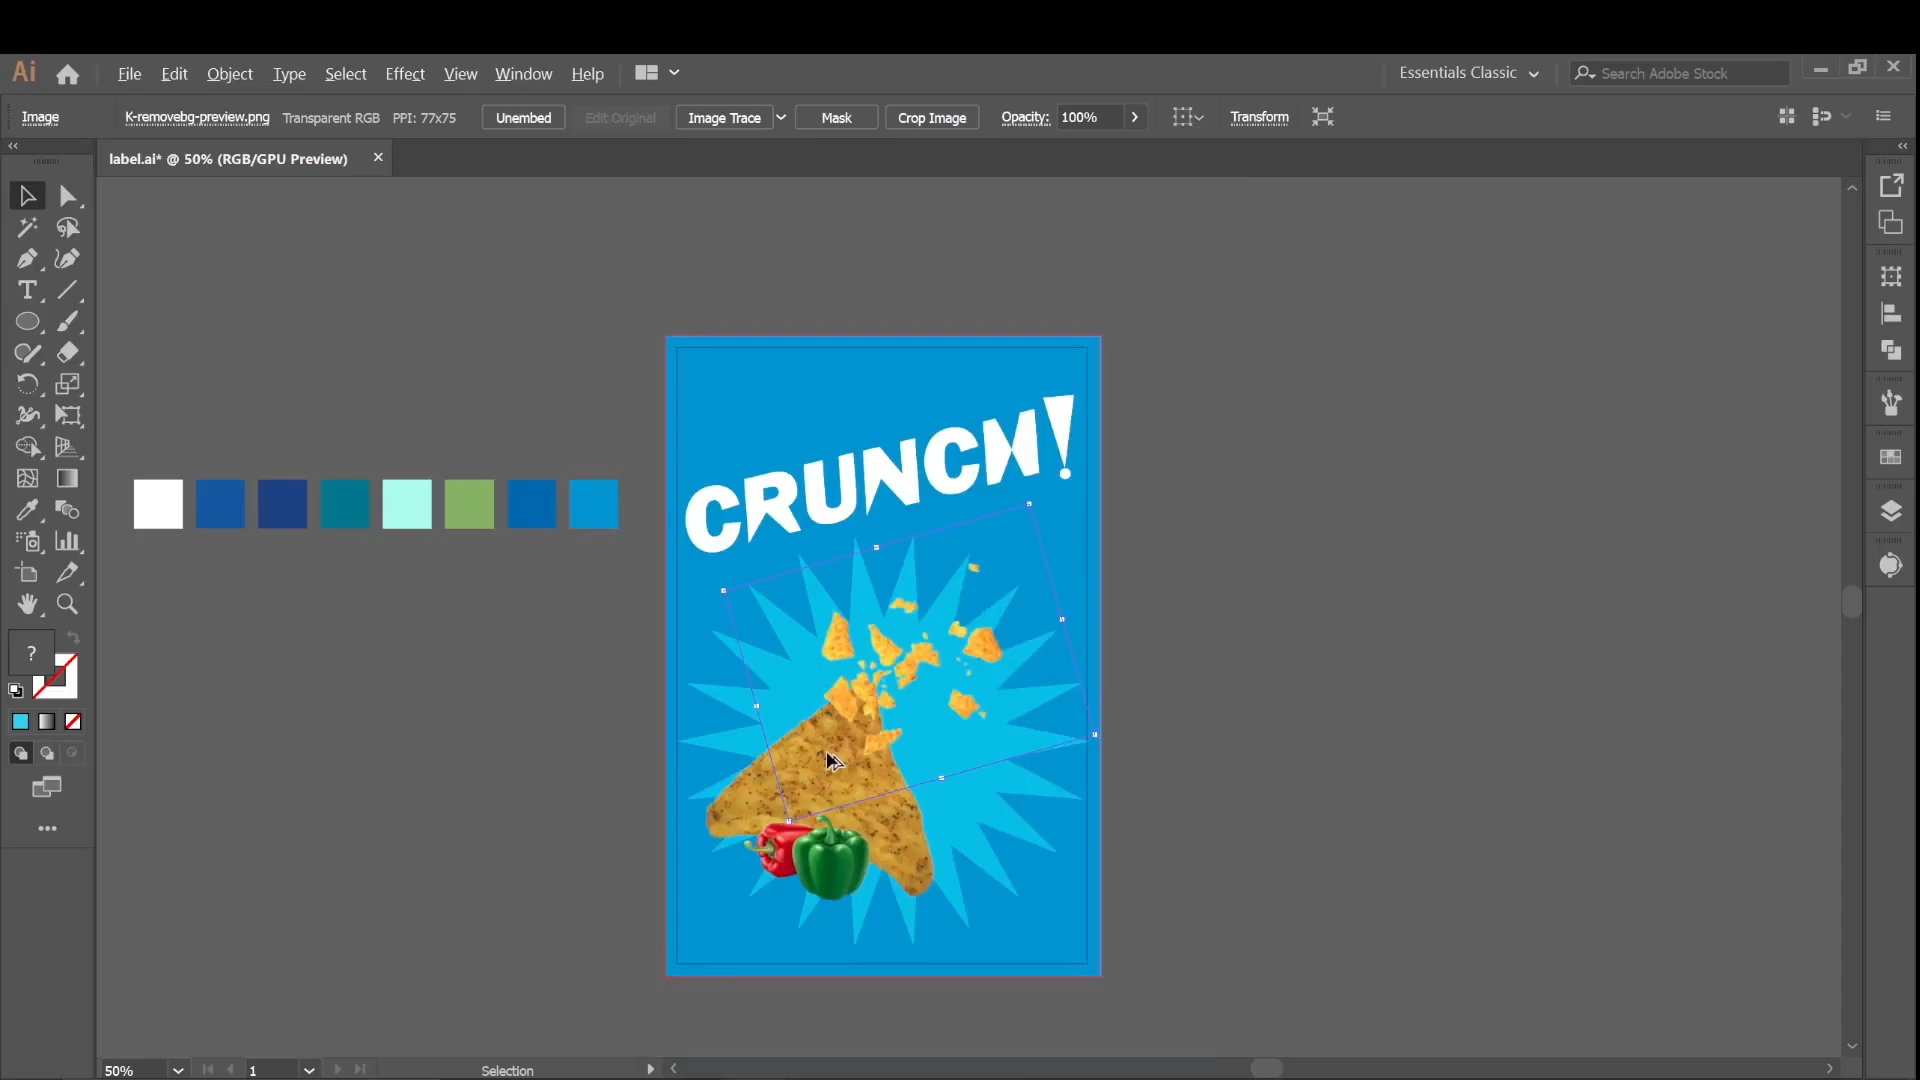 Ai File Edit Object Type Select Effect View Window Help Essentials Classic Search Adobe Stock
Image K-removebg-preview.png Transparent RGB PPI: 77x75 Unembed Edit Original Image Trace Mask Crop Image Opacity: 100% Transform
label.ai* @ 50% (RGB/GPU Preview)
CRUNCH!
?
50% 1 Selection